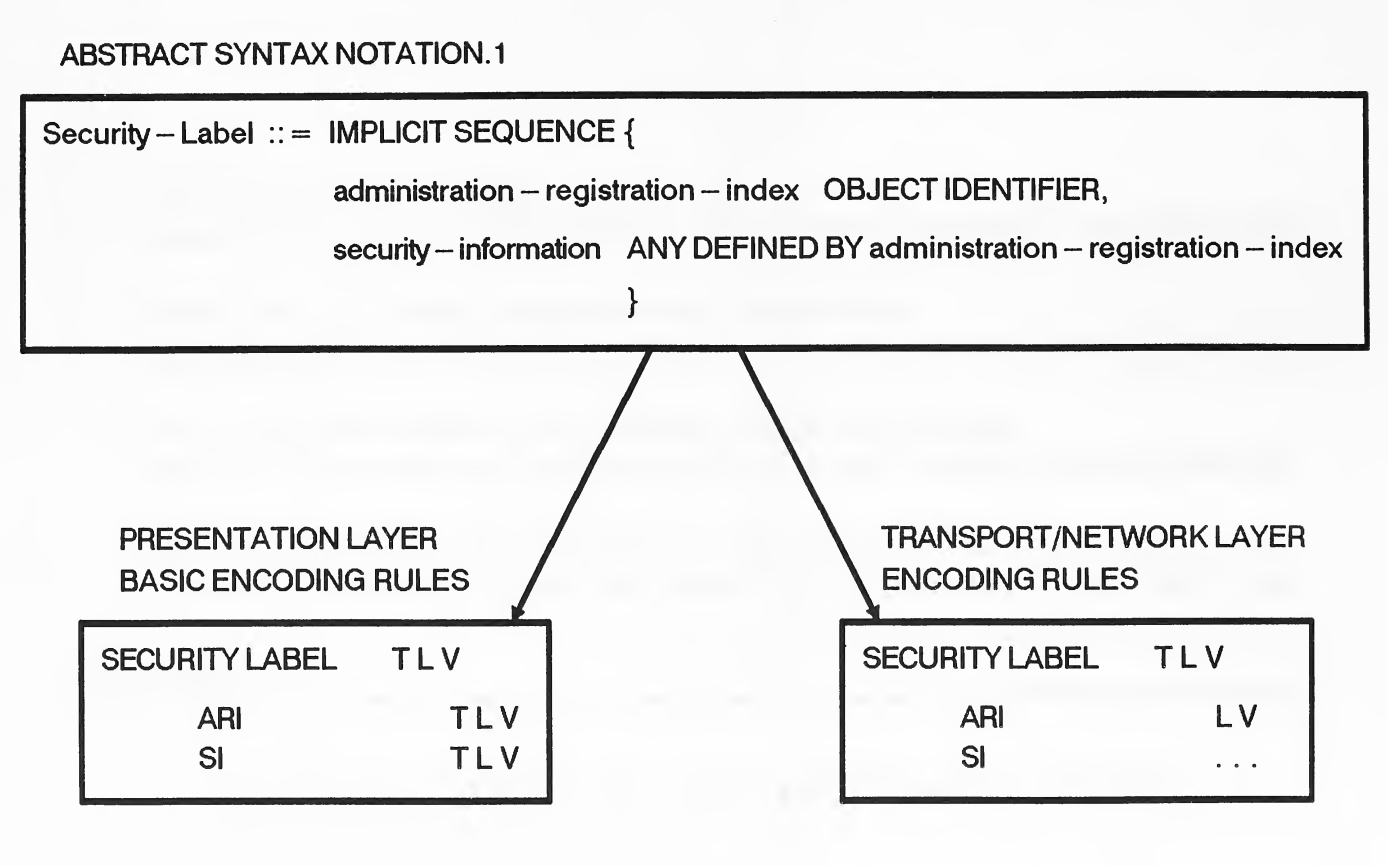 ABSTRACT SYNTAX NOTATION.1
Security – Label :: = IMPLICIT SEQUENCE {
administration – registration – index OBJECT IDENTIFIER,
security – information ANY DEFINED BY administration – registration – index
}
PRESENTATION LAYER
BASIC ENCODING RULES
SECURITY LABEL T L V
ARI T L V
SI T L V
TRANSPORT/NETWORK LAYER
ENCODING RULES
SECURITY LABEL T L V
ARI L V
SI . . .